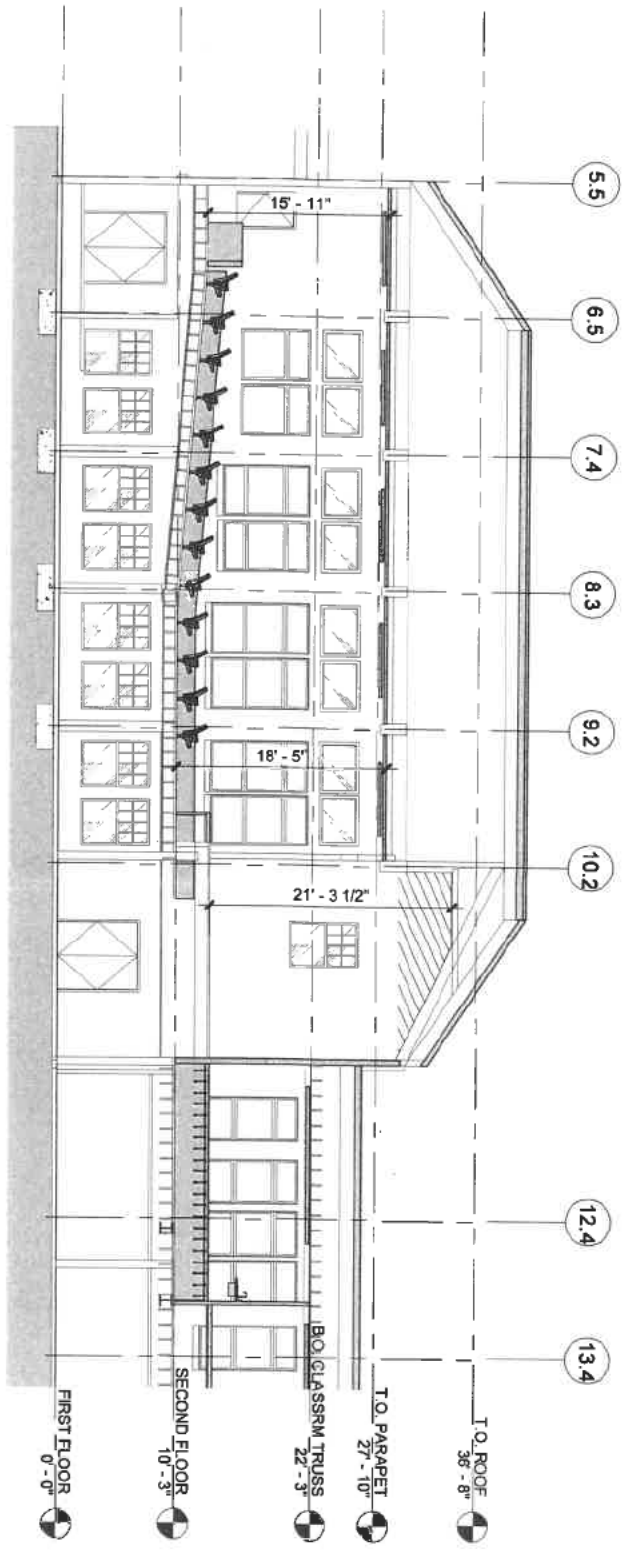 5.5
6.5
7.4
8.3
9.2
10.2
12.4
13.4
15' - 11"
18' - 5"
21' - 3 1/2"
T.O. ROOF
36' - 8"
T.O. PARAPET
27' - 10"
B.O. CLASSRM TRUSS
22' - 3"
SECOND FLOOR
10' - 3"
FIRST FLOOR
0' - 0"